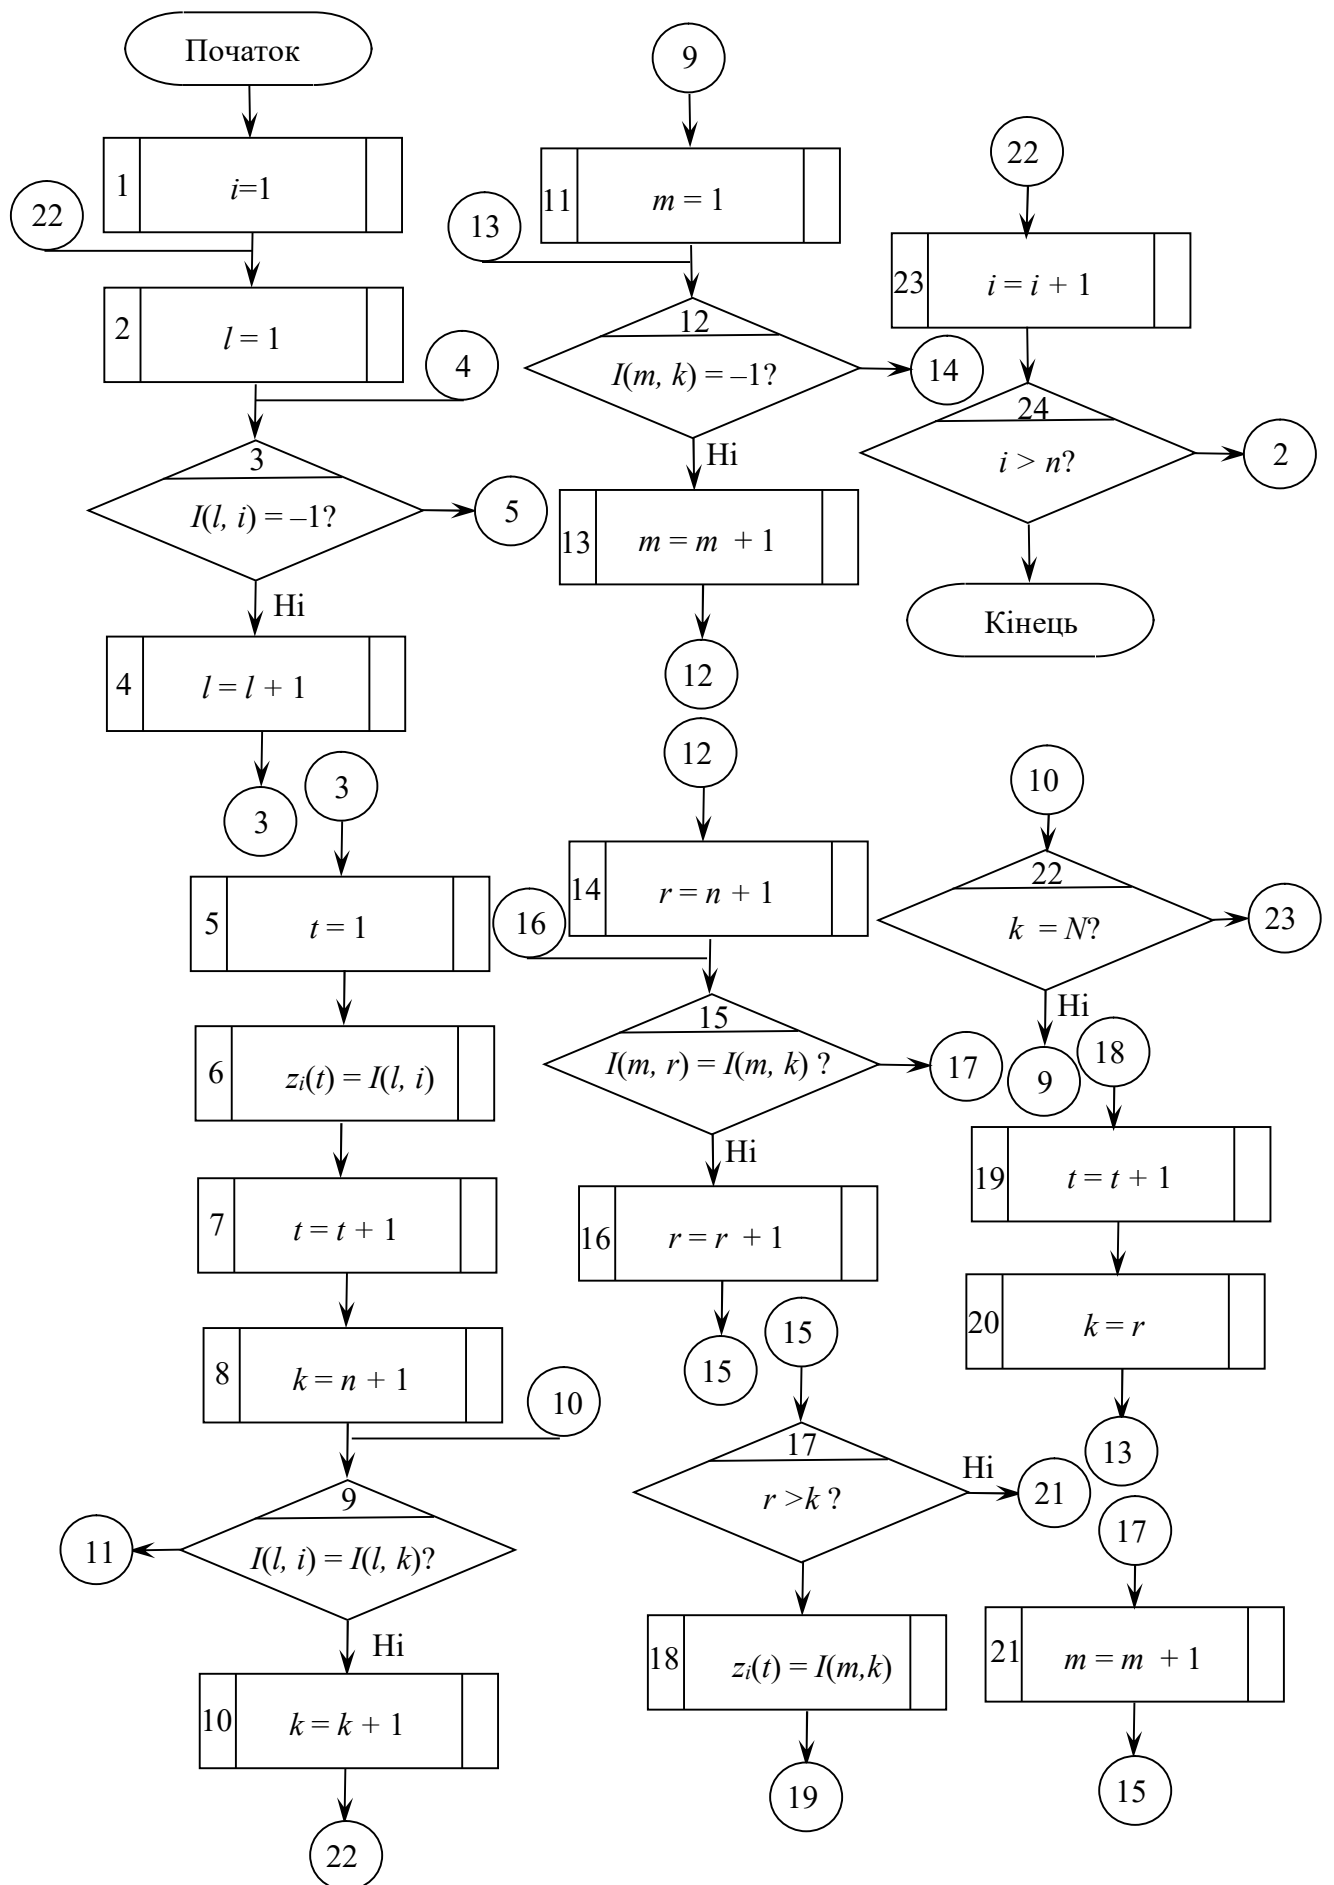 Початок
1
i=1
22
2
l = 1
4
3
I(l, i) = –1?
5
Ні
4
l = l + 1
3
3
5
t = 1
6
zi(t) = I(l, i)
7
t = t + 1
8
k = n + 1
10
9
I(l, i) = I(l, k)?
11
Ні
10
k = k + 1
22
9
11
m = 1
13
12
I(m, k) = –1?
14
Ні
13
m = m + 1
12
12
14
r = n + 1
16
15
I(m, r) = I(m, k) ?
17
Ні
16
r = r + 1
15
15
17
r >k ?
Ні
21
18
zi(t) = I(m,k)
19
22
23
i = i + 1
24
i > n?
2
Кінець
10
22
k = N?
23
Ні
9
18
19
t = t + 1
20
k = r
13
17
21
m = m + 1
15